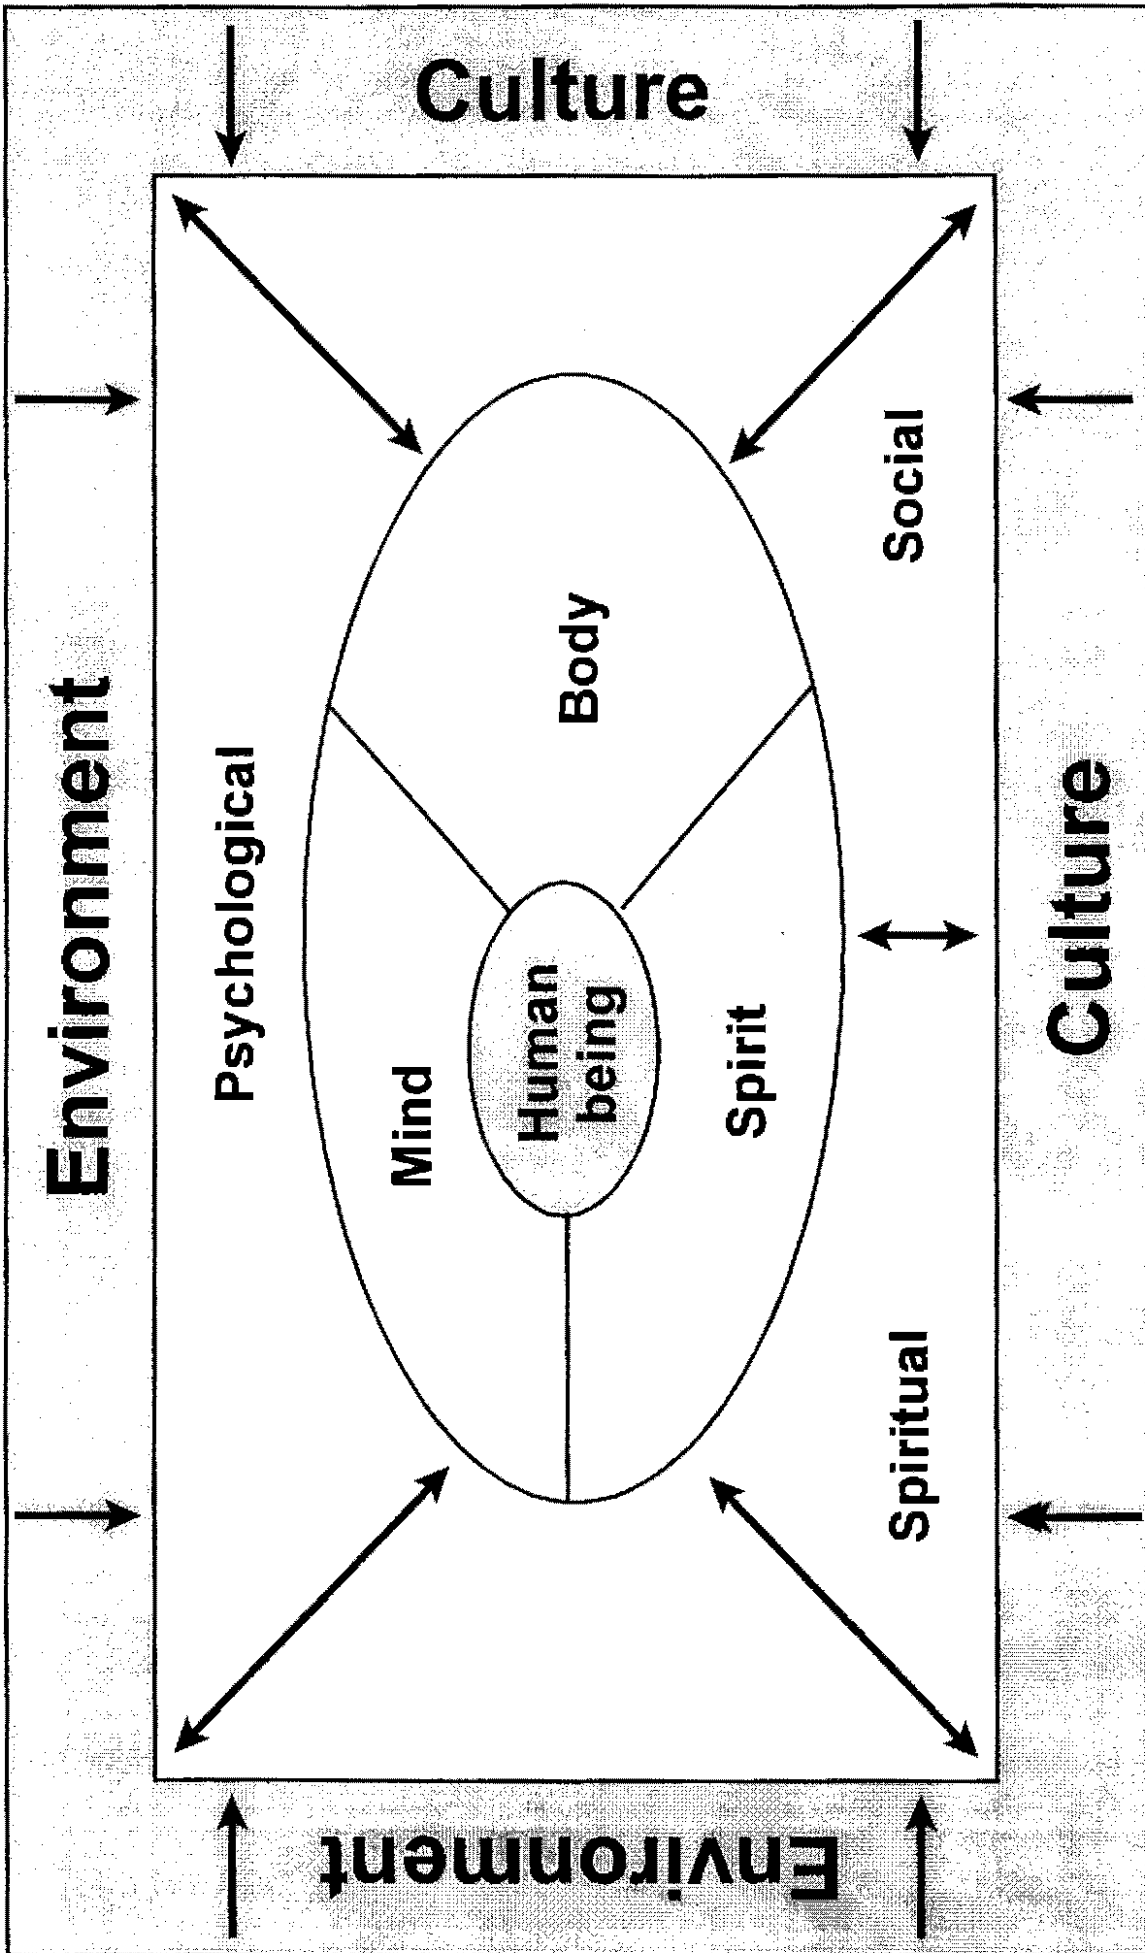 Environment
Psychological
Mind
Human
being
Body
Spirit
Spiritual
Social
Culture
Environment
Culture